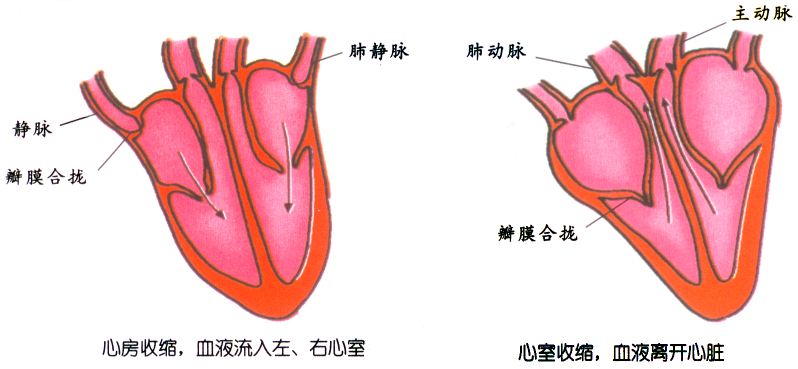 肺静脉
静脉
瓣膜合拢
心房收缩，血液流入左、右心室
主动脉
肺动脉
瓣膜合拢
心室收缩，血液离开心脏